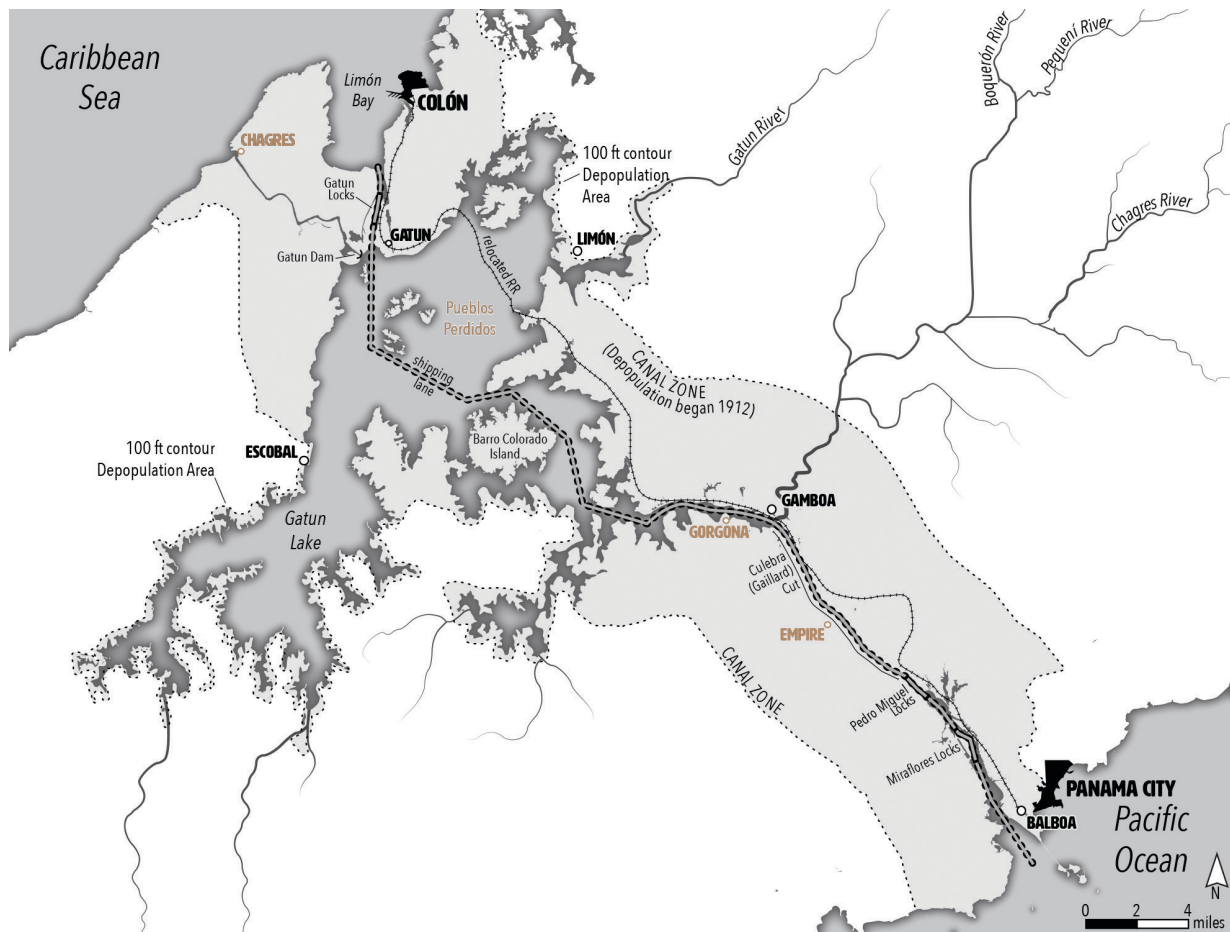 Caribbean
Sea
Limón
Bay
COLÓN
CHAGRES
Gatun
Locks
100 ft contour
Depopulation
Area
Gatun River
Boquerón River
Pequení River
Chagres River
GATUN
LIMÓN
Gatun Dam
relocated RR
Pueblos
Perdidos
shipping
lane
CANAL ZONE
(Depopulation began 1912)
Barro Colorado
Island
ESCOBAL
100 ft contour
Depopulation Area
Gatun
Lake
GAMBOA
GORGONA
Culebra
(Gaillard)
Cut
EMPIRE
CANAL ZONE
Pedro Miguel
Locks
Miraflores Locks
PANAMA CITY
BALBOA
Pacific
Ocean
N
0 2 4
miles